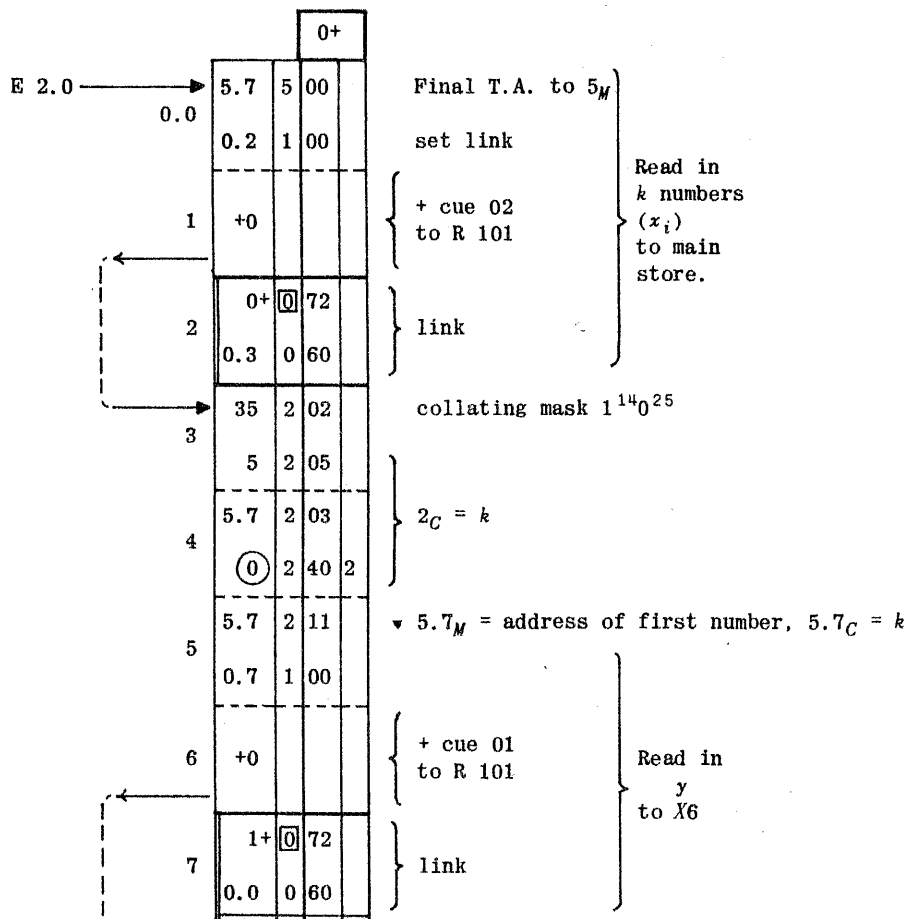 0+
E 2.0 5.7 5 00 Final T.A. to 5M
0.0
0.2 1 00 set link
Read in
k numbers
(xi)
to main
store.
1 +0 + cue 02
to R 101
0+ 0 72
2 link
0.3 0 60
35 2 02 collating mask 1¹⁴0²⁵
3
5 2 05
5.7 2 03 2C = k
4
0 2 40 2
5.7 2 11 5.7M = address of first number, 5.7C = k
5
0.7 1 00
6 +0 + cue 01
to R 101
Read in
y
to X6
1+ 0 72
7 link
0.0 0 60